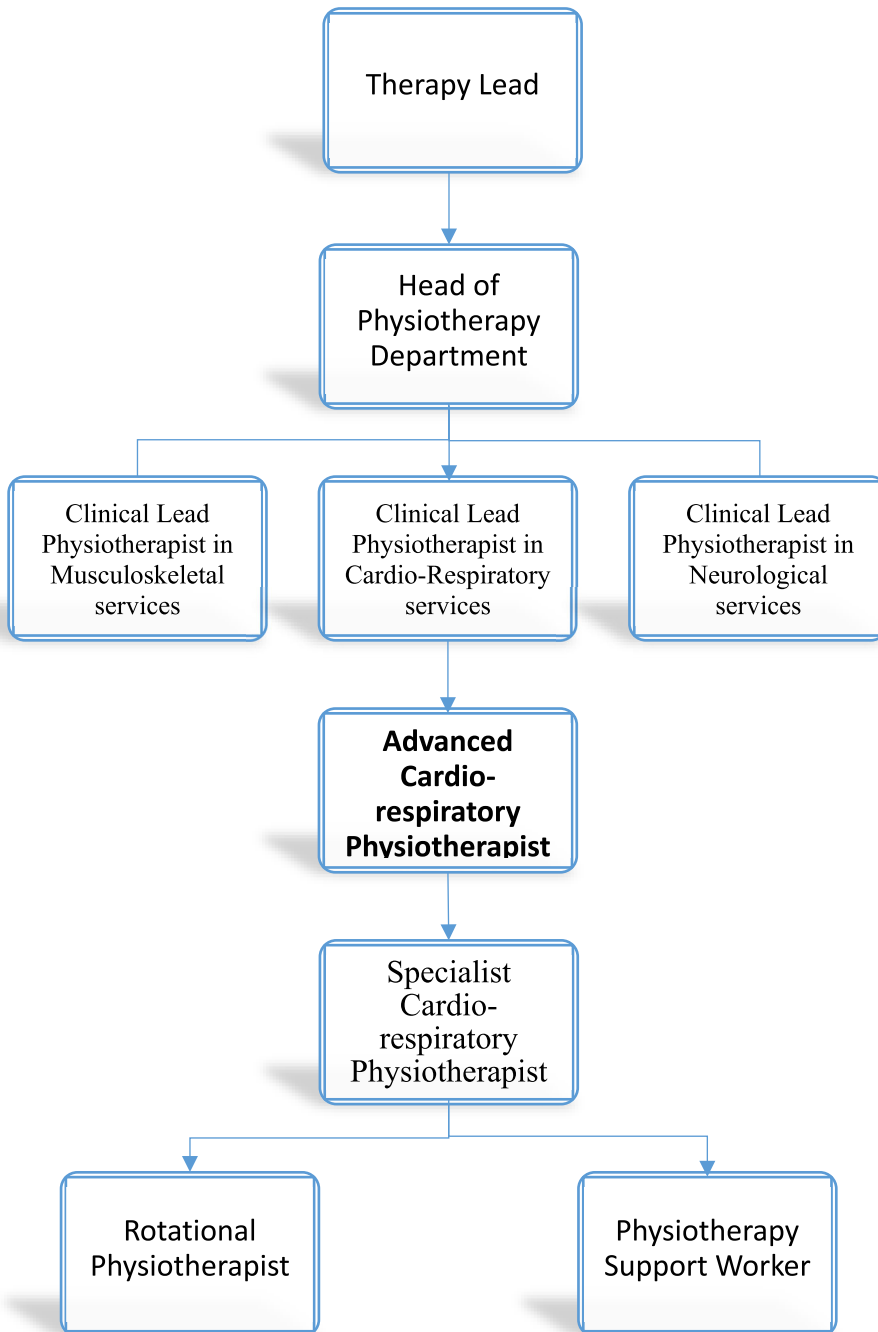 Therapy Lead
Head of
Physiotherapy
Department
Clinical Lead
Physiotherapist in
Musculoskeletal
services
Clinical Lead
Physiotherapist in
Cardio-Respiratory
services
Clinical Lead
Physiotherapist in
Neurological
services
Advanced
Cardio-
respiratory
Physiotherapist
Specialist
Cardio-
respiratory
Physiotherapist
Rotational
Physiotherapist
Physiotherapy
Support Worker